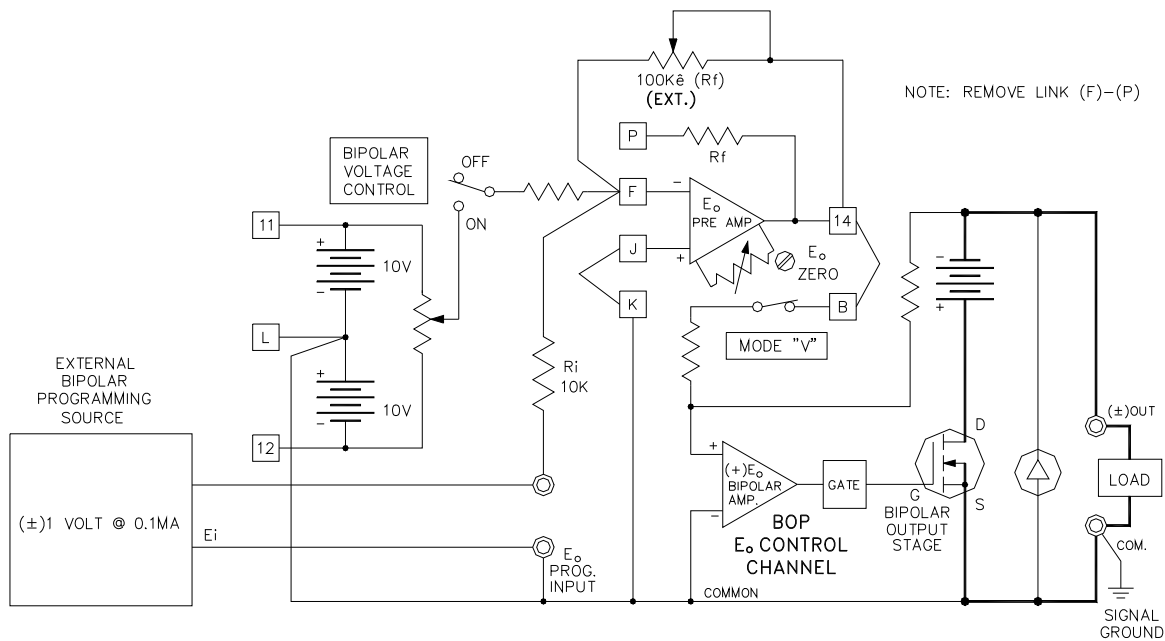 100Kê (Rf)
(EXT.)
NOTE: REMOVE LINK (F)-(P)
P
Rf
BIPOLAR
VOLTAGE
CONTROL
OFF
ON
F
-
Eo
PRE AMP
14
11
+
10V
-
J
+
Eo
ZERO
K
B
MODE "V"
-
+
L
Ri
10K
EXTERNAL
BIPOLAR
PROGRAMMING
SOURCE
+
10V
-
12
(±)1 VOLT @ 0.1MA
Ei
Eo
PROG.
INPUT
+
(+)Eo
BIPOLAR
AMP.
-
GATE
BOP
Eo CONTROL
CHANNEL
COMMON
D
G
S
BIPOLAR
OUTPUT
STAGE
(±)OUT
LOAD
COM.
SIGNAL
GROUND